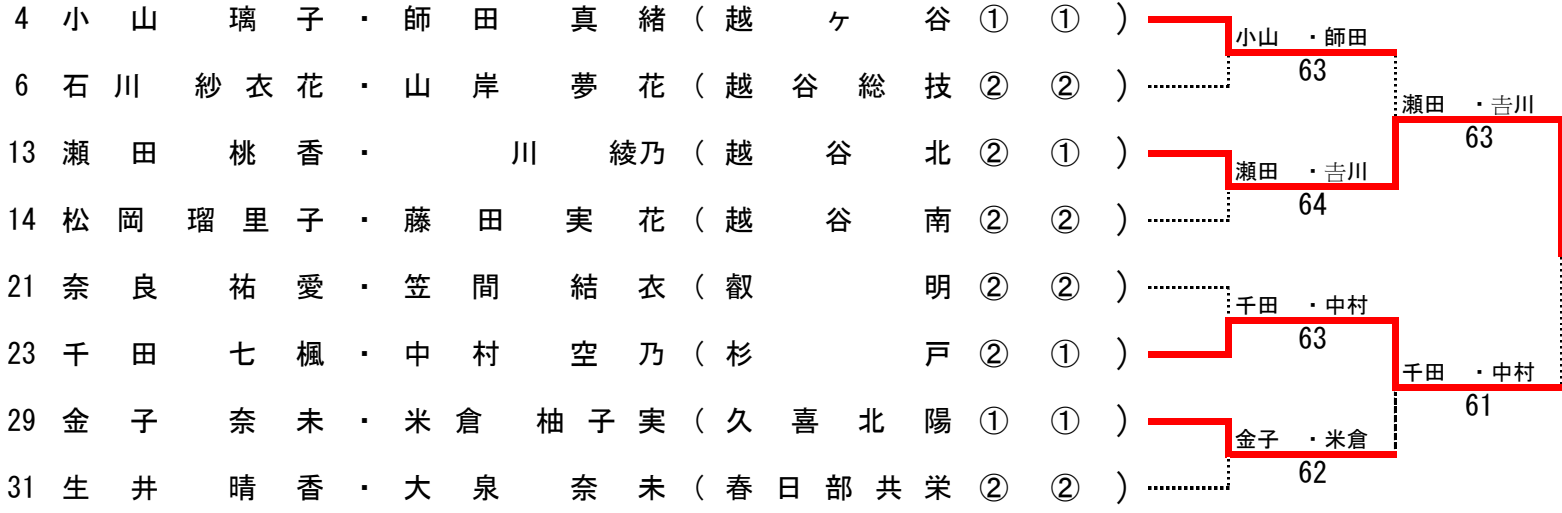 4 小山 璃子・師田 真緒(越ヶ谷 ① ①)
小山 ・師田
63
6 石川 紗衣花・山岸 夢花(越谷総技 ② ②)
瀬田 ・𠮷川
63
13 瀬田 桃香・ 川 綾乃(越谷北 ② ①)
瀬田 ・𠮷川
64
14 松岡 瑠里子・藤田 実花(越谷南 ② ②)
21 奈良 祐愛・笠間 結衣(叡明 ② ②)
千田 ・中村
63
23 千田 七楓・中村 空乃(杉戸 ② ①)
千田 ・中村
61
29 金子 奈未・米倉 柚子実(久喜北陽 ① ①)
金子 ・米倉
62
31 生井 晴香・大泉 奈未(春日部共栄 ② ②)